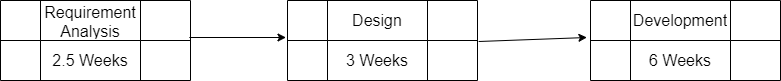 Requirement
Analysis
2.5 Weeks
Design
3 Weeks
Development
6 Weeks